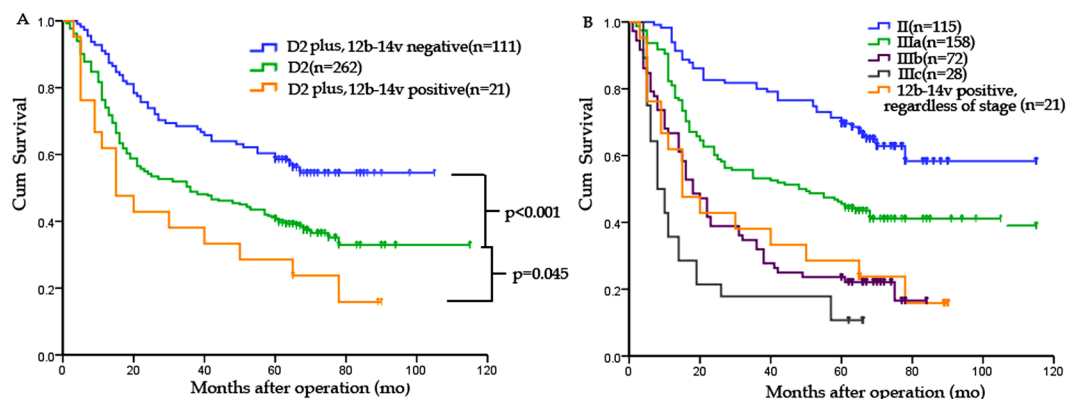 A
D2 plus, 12b-14v negative(n=111)
D2(n=262)
D2 plus, 12b-14v positive(n=21)
Cum Survival
1.0
0.8
0.6
0.4
0.2
0.0
p<0.001
p=0.045
0 20 40 60 80 100 120
Months after operation (mo)
B
II(n=115)
IIIa(n=158)
IIIb(n=72)
IIIc(n=28)
12b-14v positive,
regardless of stage (n=21)
Cum Survival
1.0
0.8
0.6
0.4
0.2
0.0
0 20 40 60 80 100 120
Months after operation (mo)